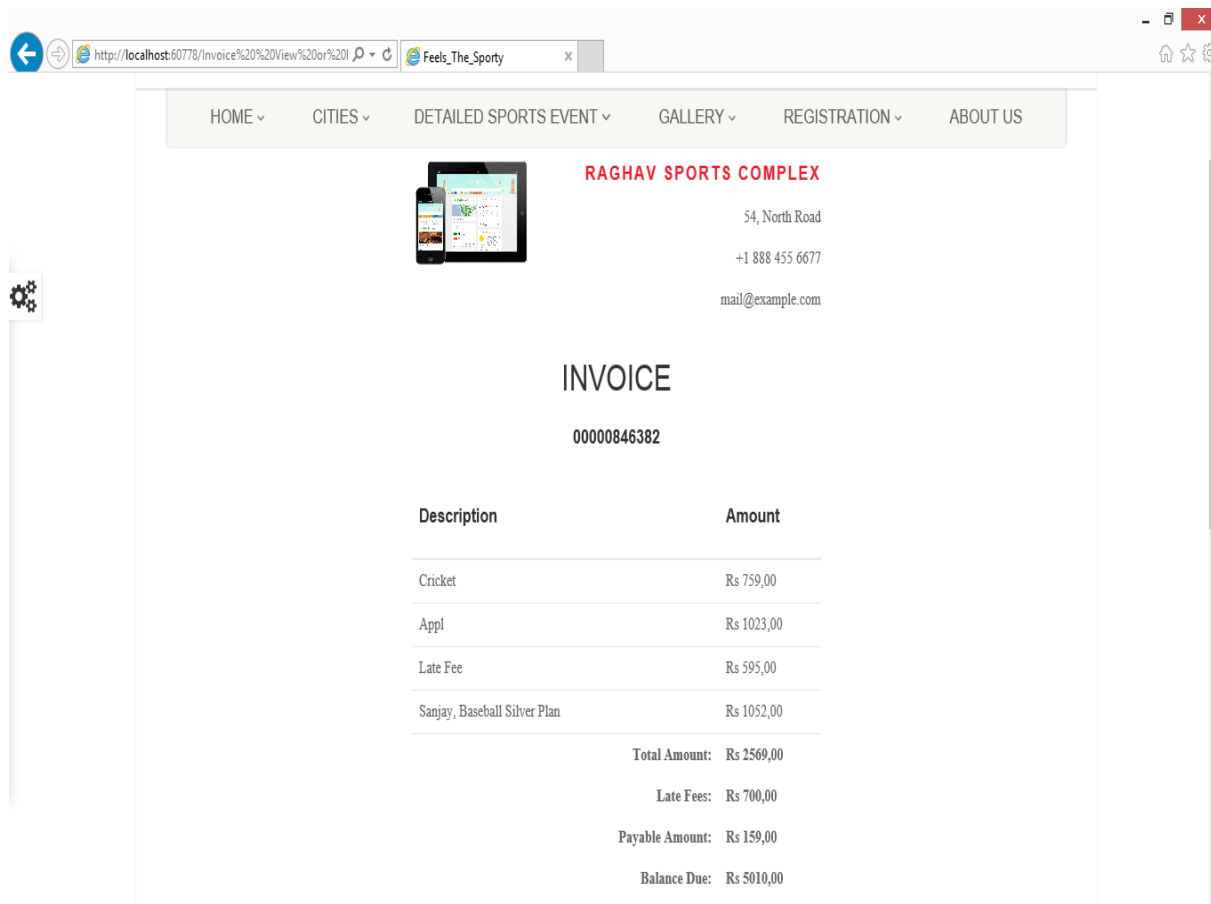 http://localhost:60778/Invoice%20%20View%20or%20I
Feels_The_Sporty
HOME CITIES DETAILED SPORTS EVENT GALLERY REGISTRATION ABOUT US
RAGHAV SPORTS COMPLEX
54, North Road
+1 888 455 6677
mail@example.com
INVOICE
00000846382
Description Amount
Cricket Rs 759,00
Appl Rs 1023,00
Late Fee Rs 595,00
Sanjay, Baseball Silver Plan Rs 1052,00
Total Amount: Rs 2569,00
Late Fees: Rs 700,00
Payable Amount: Rs 159,00
Balance Due: Rs 5010,00